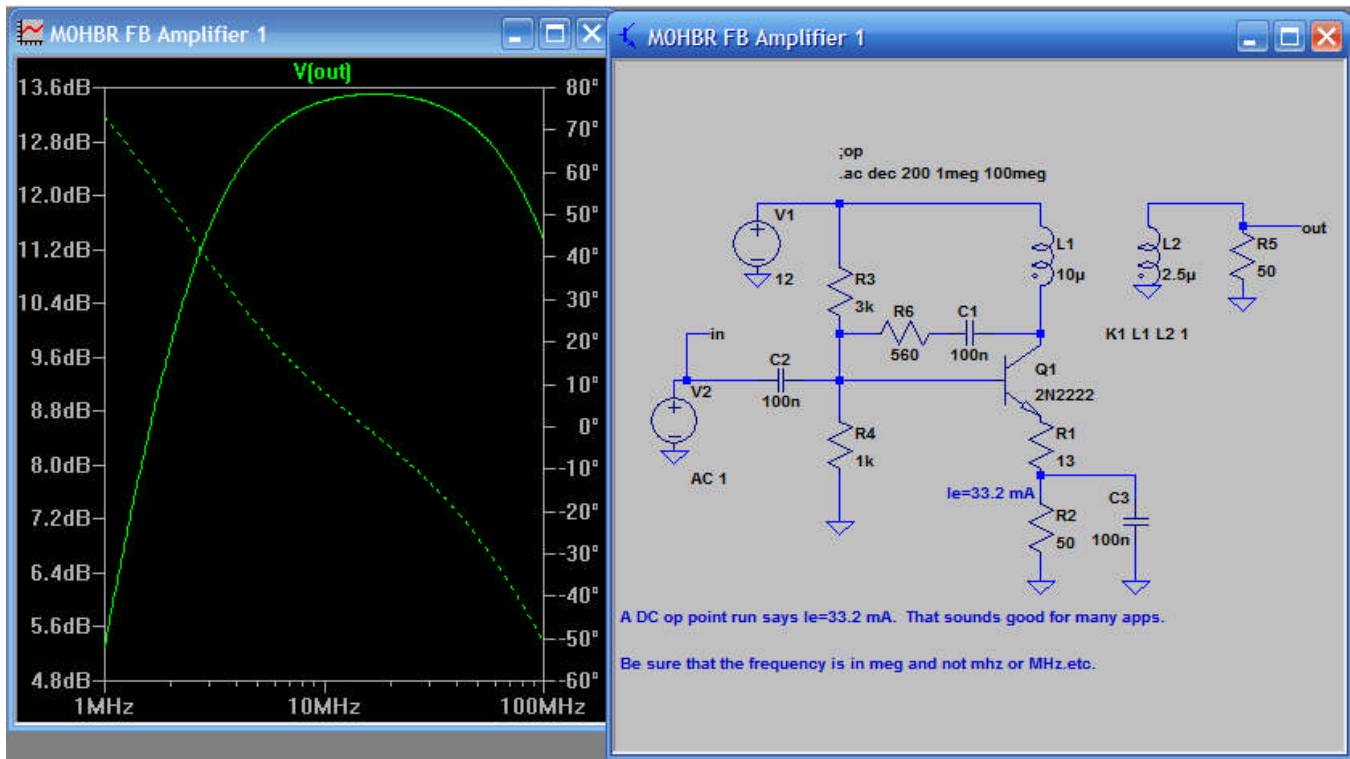 M0HBR FB Amplifier 1
V(out)
13.6dB
12.8dB
12.0dB
11.2dB
10.4dB
9.6dB
8.8dB
8.0dB
7.2dB
6.4dB
5.6dB
4.8dB
80°
70°
60°
50°
40°
30°
20°
10°
0°
-10°
-20°
-30°
-40°
-50°
-60°
1MHz 10MHz 100MHz
M0HBR FB Amplifier 1
;op
.ac dec 200 1meg 100meg
V1
12
R3
3k
R6
560
C1
100n
L1
10µ
L2
2.5µ
R5
50
out
K1 L1 L2 1
in
V2
AC 1
C2
100n
R4
1k
Q1
2N2222
R1
13
Ie=33.2 mA
R2
50
C3
100n
A DC op point run says Ie=33.2 mA. That sounds good for many apps.
Be sure that the frequency is in meg and not mhz or MHz.etc.